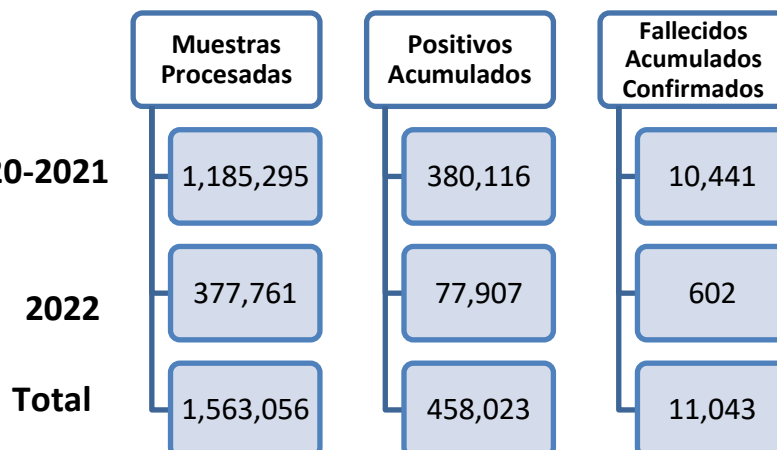 Muestras
Procesadas
Positivos
Acumulados
Fallecidos
Acumulados
Confirmados
20-2021 1,185,295 380,116 10,441
2022 377,761 77,907 602
Total 1,563,056 458,023 11,043